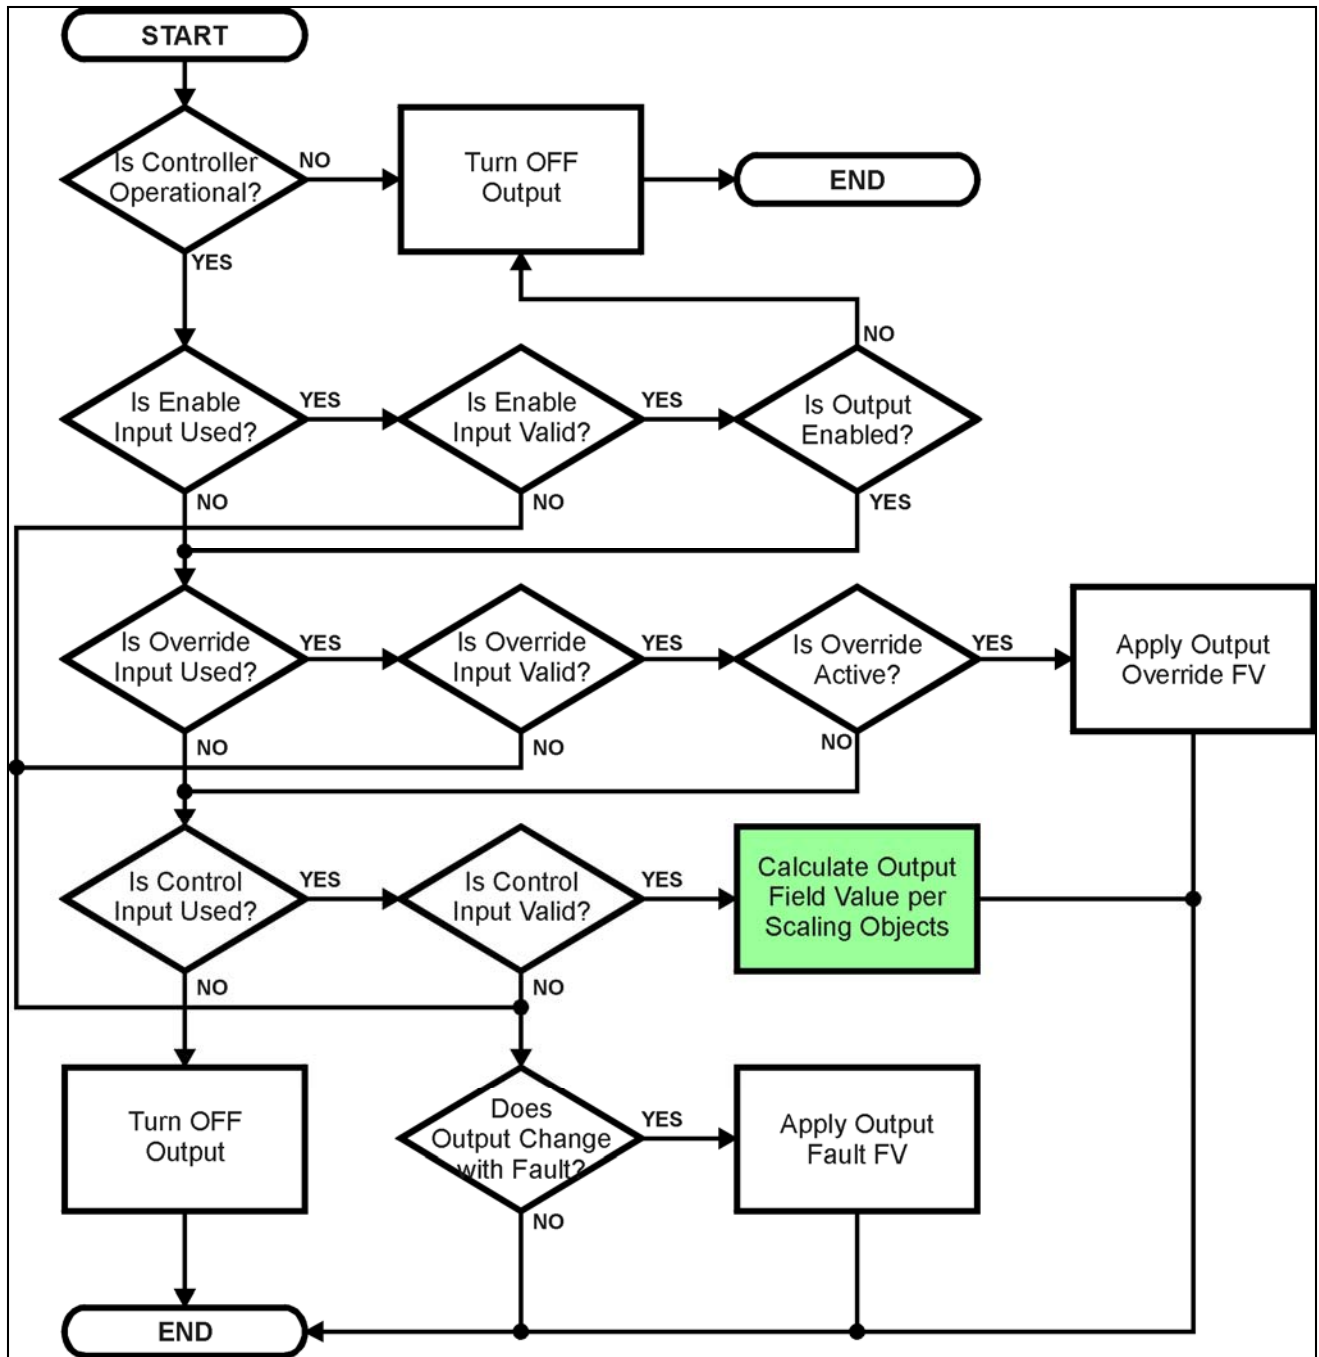 START
Is Controller
Operational?
NO
Turn OFF
Output
END
YES
NO
Is Enable
Input Used?
YES
Is Enable
Input Valid?
YES
Is Output
Enabled?
NO
NO
YES
Is Override
Input Used?
YES
Is Override
Input Valid?
YES
Is Override
Active?
YES
Apply Output
Override FV
NO
NO
NO
Is Control
Input Used?
YES
Is Control
Input Valid?
YES
Calculate Output
Field Value per
Scaling Objects
NO
NO
Turn OFF
Output
Does
Output Change
with Fault?
YES
Apply Output
Fault FV
NO
END